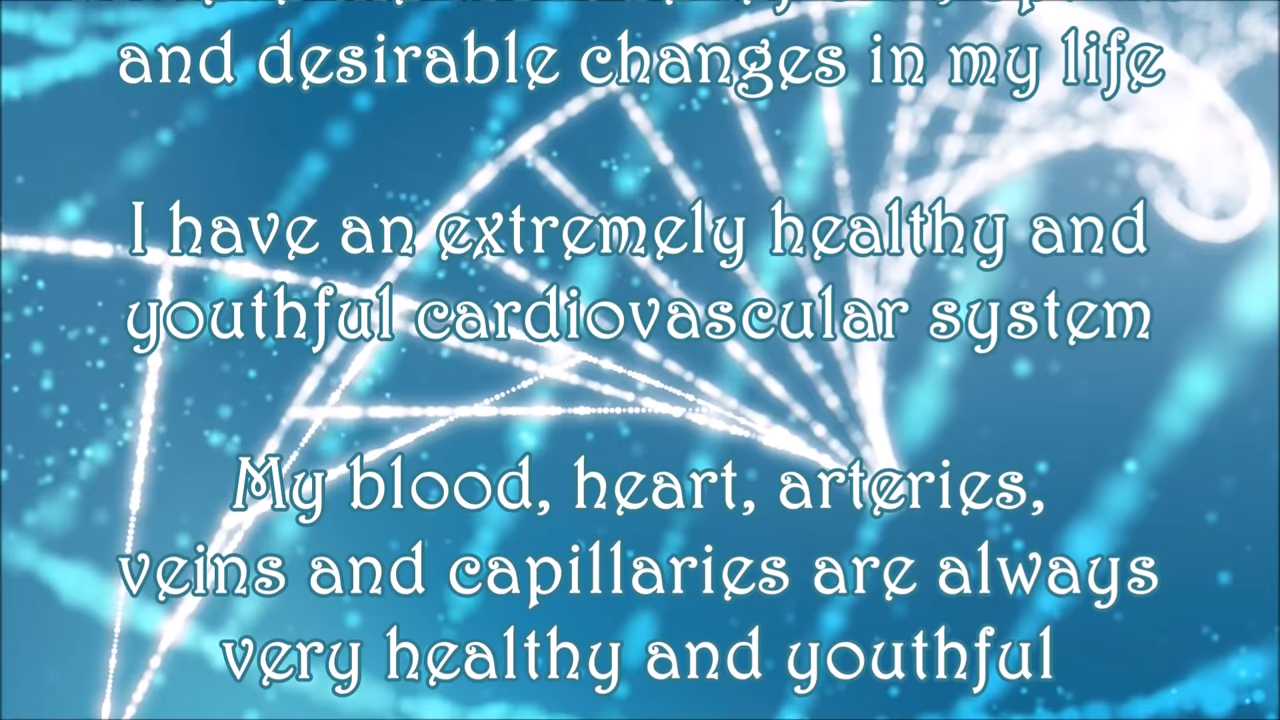 and desirable changes in my life
I have an extremely healthy and
youthful cardiovascular system
My blood, heart, arteries,
veins and capillaries are always
very healthy and youthful